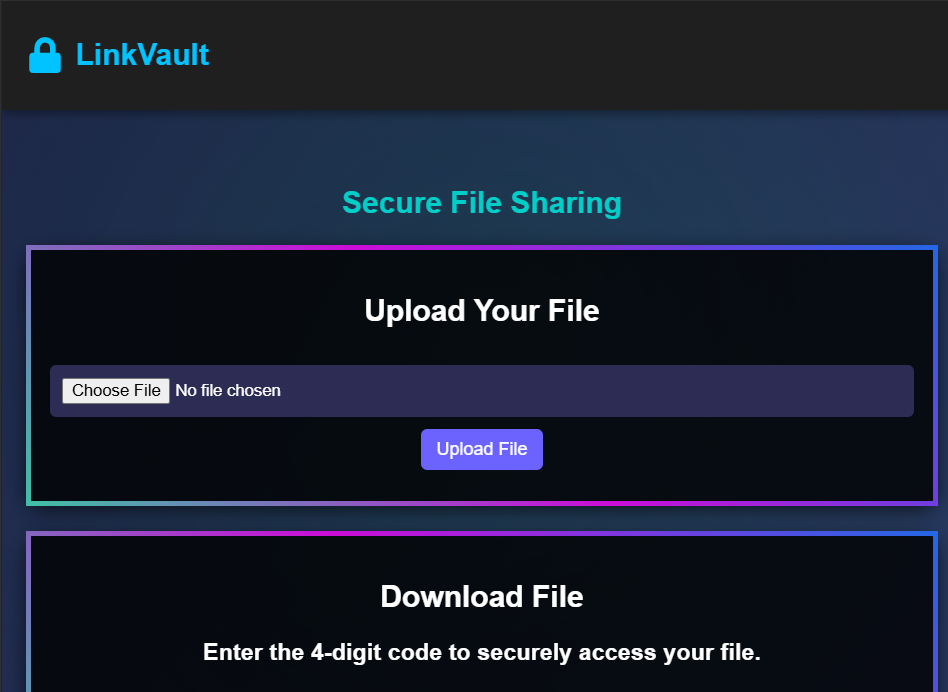 LinkVault
Secure File Sharing
Upload Your File
Choose File No file chosen
Upload File
Download File
Enter the 4-digit code to securely access your file.